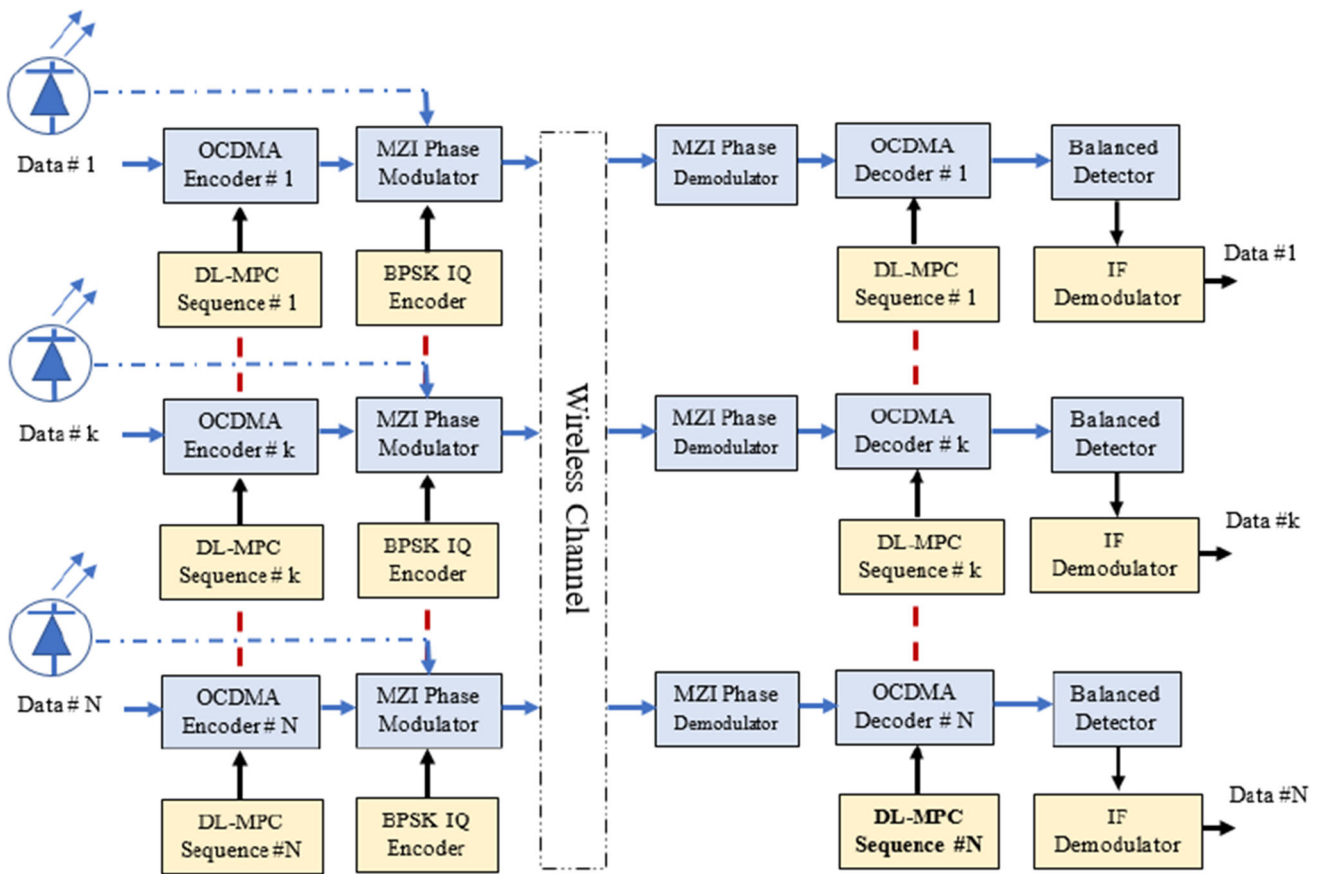 Data # 1
OCDMA
Encoder # 1
MZI Phase
Modulator
MZI Phase
Demodulator
OCDMA
Decoder # 1
Balanced
Detector
DL-MPC
Sequence # 1
BPSK IQ
Encoder
DL-MPC
Sequence # 1
IF
Demodulator
Data #1
Wireless Channel
Data # k
OCDMA
Encoder # k
MZI Phase
Modulator
MZI Phase
Demodulator
OCDMA
Decoder # k
Balanced
Detector
DL-MPC
Sequence # k
BPSK IQ
Encoder
DL-MPC
Sequence # k
IF
Demodulator
Data #k
Data # N
OCDMA
Encoder # N
MZI Phase
Modulator
MZI Phase
Demodulator
OCDMA
Decoder # N
Balanced
Detector
DL-MPC
Sequence #N
BPSK IQ
Encoder
DL-MPC
Sequence #N
IF
Demodulator
Data #N